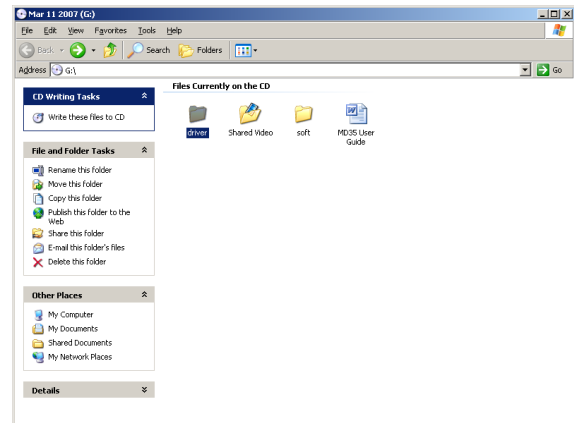 Mar 11 2007 (G:)
File Edit View Favorites Tools Help
Back Search Folders
Address G:\ Go
Files Currently on the CD
CD Writing Tasks
Write these files to CD
driver
Shared Video
soft
MD35 User
Guide
File and Folder Tasks
Rename this folder
Move this folder
Copy this folder
Publish this folder to the
Web
Share this folder
E-mail this folder's files
Delete this folder
Other Places
My Computer
My Documents
Shared Documents
My Network Places
Details